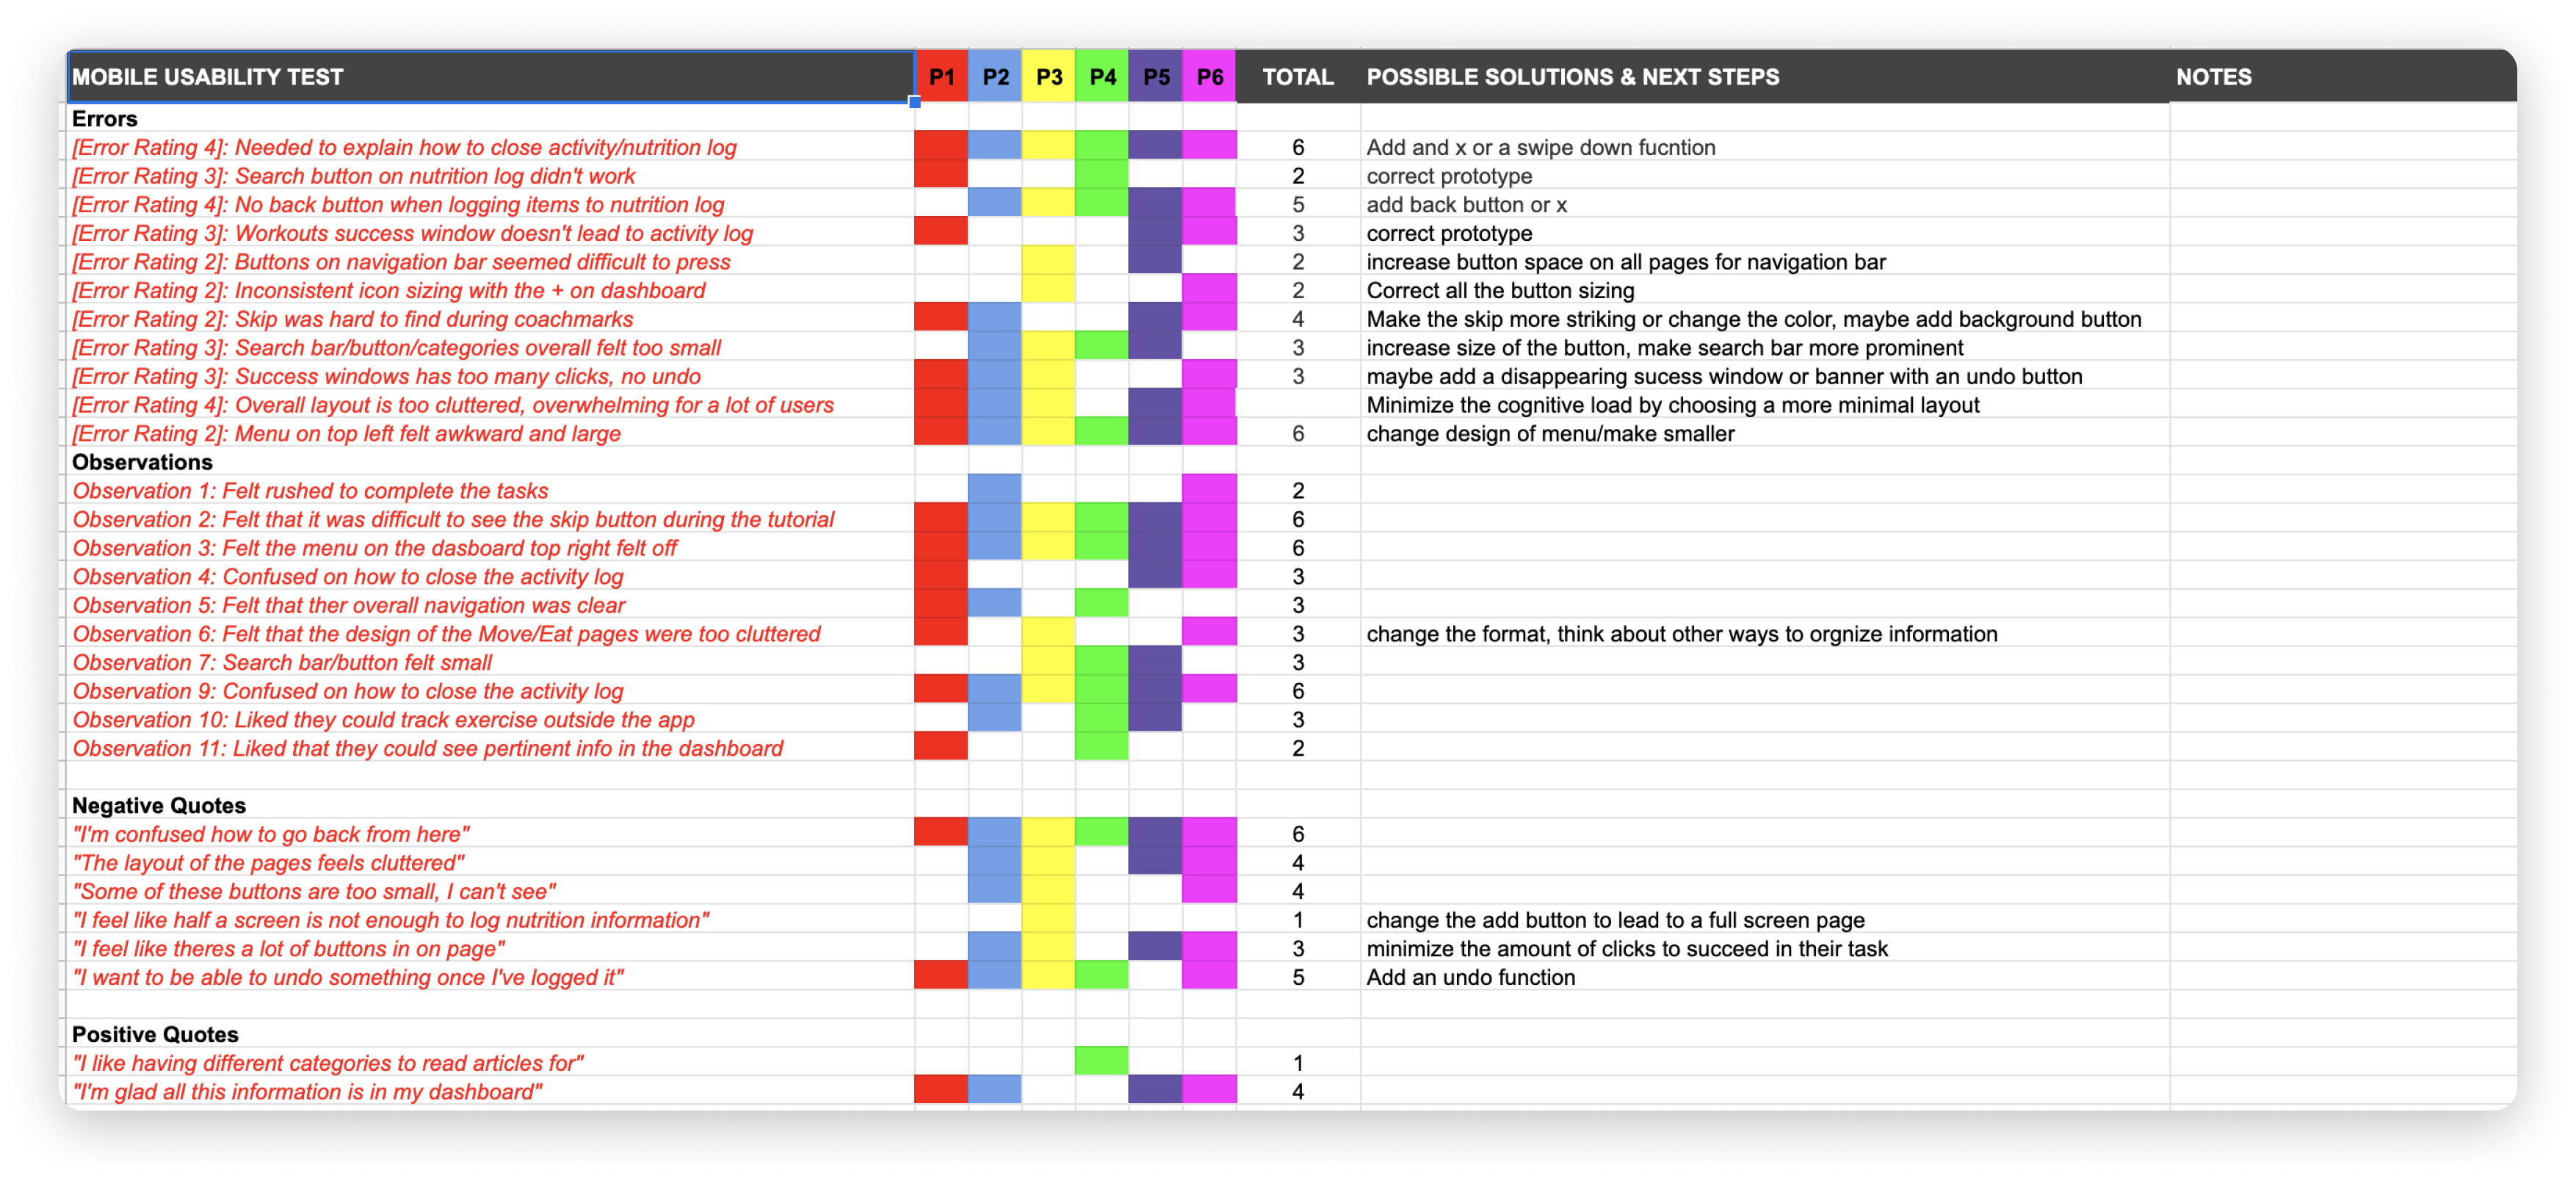 MOBILE USABILITY TEST P1 P2 P3 P4 P5 P6 TOTAL POSSIBLE SOLUTIONS & NEXT STEPS NOTES
Errors
[Error Rating 4]: Needed to explain how to close activity/nutrition log 6 Add and x or a swipe down fucntion
[Error Rating 3]: Search button on nutrition log didn't work 2 correct prototype
[Error Rating 4]: No back button when logging items to nutrition log 5 add back button or x
[Error Rating 3]: Workouts success window doesn't lead to activity log 3 correct prototype
[Error Rating 2]: Buttons on navigation bar seemed difficult to press 2 increase button space on all pages for navigation bar
[Error Rating 2]: Inconsistent icon sizing with the + on dashboard 2 Correct all the button sizing
[Error Rating 2]: Skip was hard to find during coachmarks 4 Make the skip more striking or change the color, maybe add background button
[Error Rating 3]: Search bar/button/categories overall felt too small 3 increase size of the button, make search bar more prominent
[Error Rating 3]: Success windows has too many clicks, no undo 3 maybe add a disappearing sucess window or banner with an undo button
[Error Rating 4]: Overall layout is too cluttered, overwhelming for a lot of users Minimize the cognitive load by choosing a more minimal layout
[Error Rating 2]: Menu on top left felt awkward and large 6 change design of menu/make smaller
Observations
Observation 1: Felt rushed to complete the tasks 2
Observation 2: Felt that it was difficult to see the skip button during the tutorial 6
Observation 3: Felt the menu on the dasboard top right felt off 6
Observation 4: Confused on how to close the activity log 3
Observation 5: Felt that ther overall navigation was clear 3
Observation 6: Felt that the design of the Move/Eat pages were too cluttered 3 change the format, think about other ways to orgnize information
Observation 7: Search bar/button felt small 3
Observation 9: Confused on how to close the activity log 6
Observation 10: Liked they could track exercise outside the app 3
Observation 11: Liked that they could see pertinent info in the dashboard 2
Negative Quotes
"I'm confused how to go back from here" 6
"The layout of the pages feels cluttered" 4
"Some of these buttons are too small, I can't see" 4
"I feel like half a screen is not enough to log nutrition information" 1 change the add button to lead to a full screen page
"I feel like theres a lot of buttons in on page" 3 minimize the amount of clicks to succeed in their task
"I want to be able to undo something once I've logged it" 5 Add an undo function
Positive Quotes
"I like having different categories to read articles for" 1
"I'm glad all this information is in my dashboard" 4